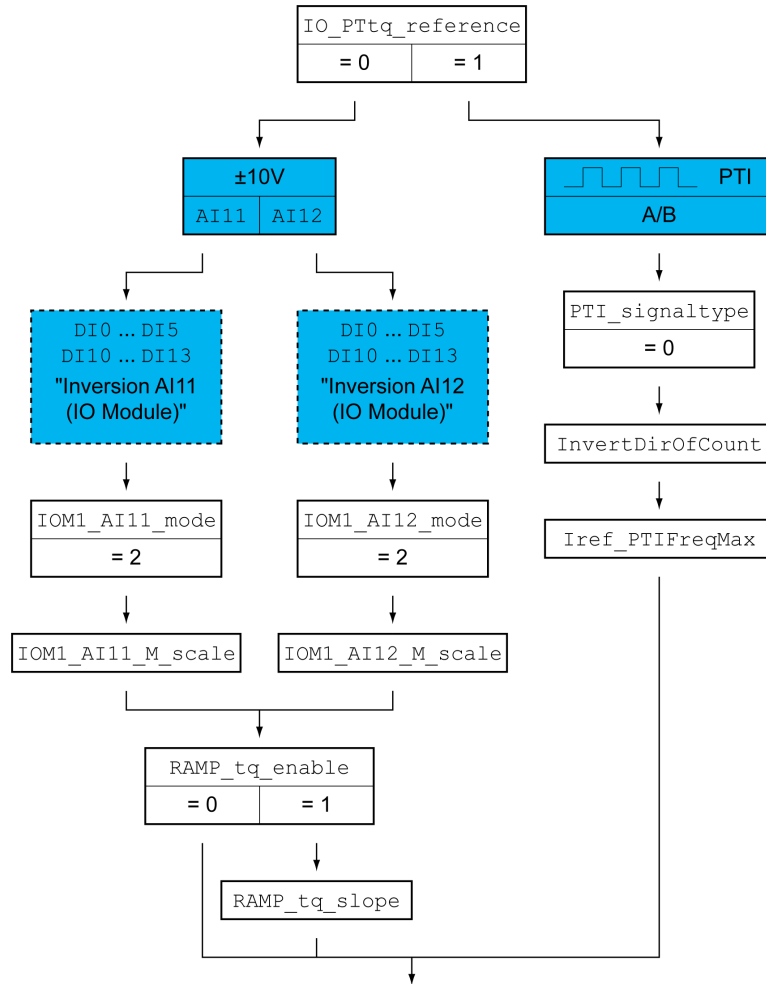 IO_PTtq_reference
= 0 = 1
±10V
AI11 AI12
PTI
A/B
DI0 ... DI5
DI10 ... DI13
"Inversion AI11
(IO Module)"
DI0 ... DI5
DI10 ... DI13
"Inversion AI12
(IO Module)"
PTI_signaltype
= 0
InvertDirOfCount
IOM1_AI11_mode
= 2
IOM1_AI12_mode
= 2
Iref_PTIFreqMax
IOM1_AI11_M_scale
IOM1_AI12_M_scale
RAMP_tq_enable
= 0 = 1
RAMP_tq_slope